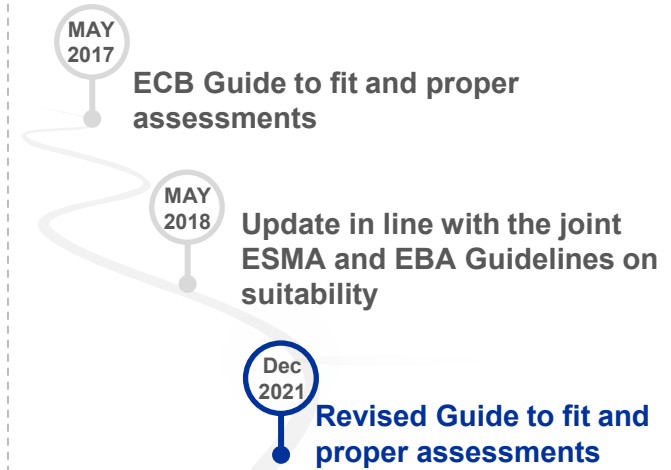 MAY
2017
ECB Guide to fit and proper
assessments
MAY
2018
Update in line with the joint
ESMA and EBA Guidelines on
suitability
Dec
2021
Revised Guide to fit and
proper assessments